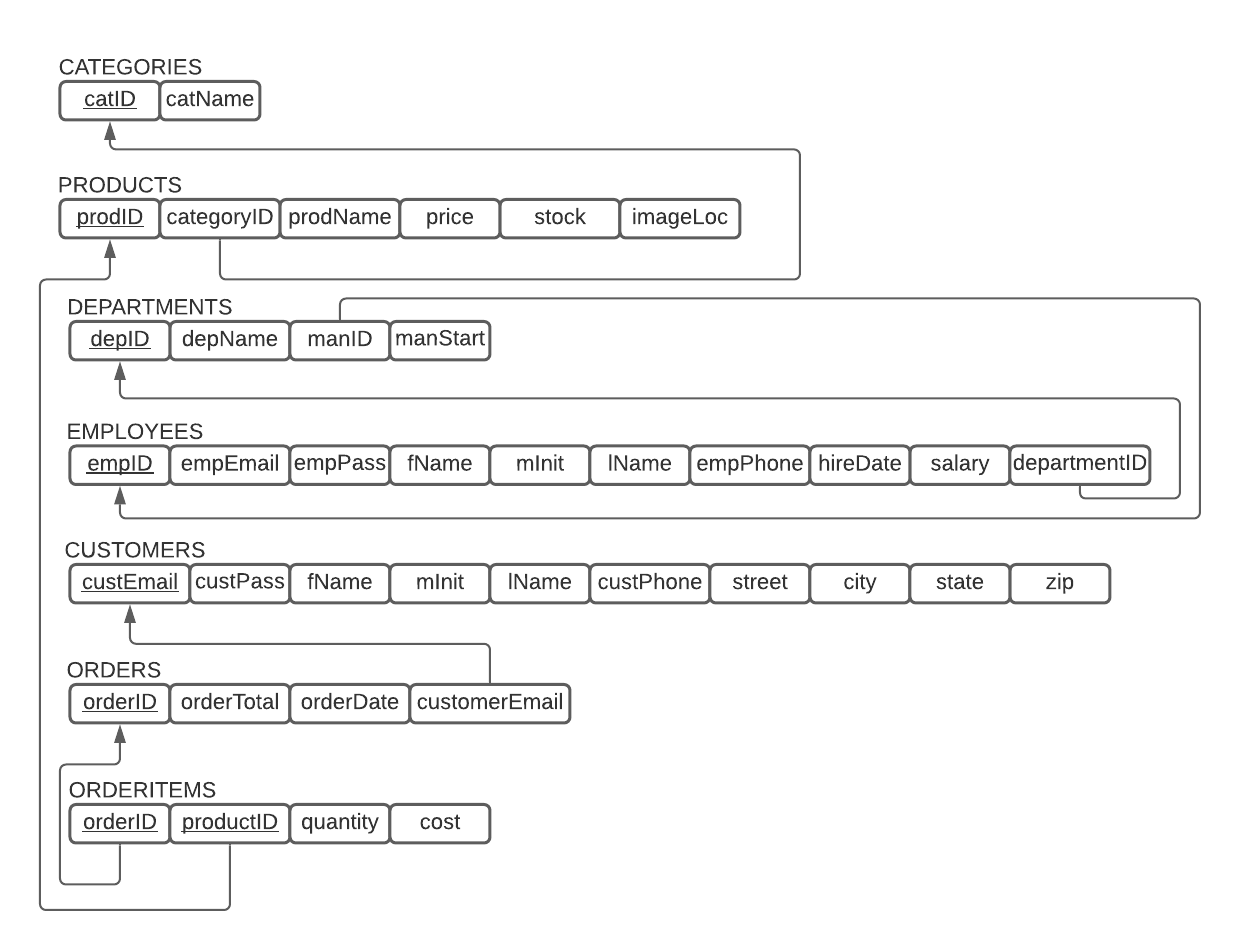 CATEGORIES
catID catName
PRODUCTS
prodID categoryID prodName price stock imageLoc
DEPARTMENTS
depID depName manID manStart
EMPLOYEES
empID empEmail empPass fName mInit lName empPhone hireDate salary departmentID
CUSTOMERS
custEmail custPass fName mInit lName custPhone street city state zip
ORDERS
orderID orderTotal orderDate customerEmail
ORDERITEMS
orderID productID quantity cost